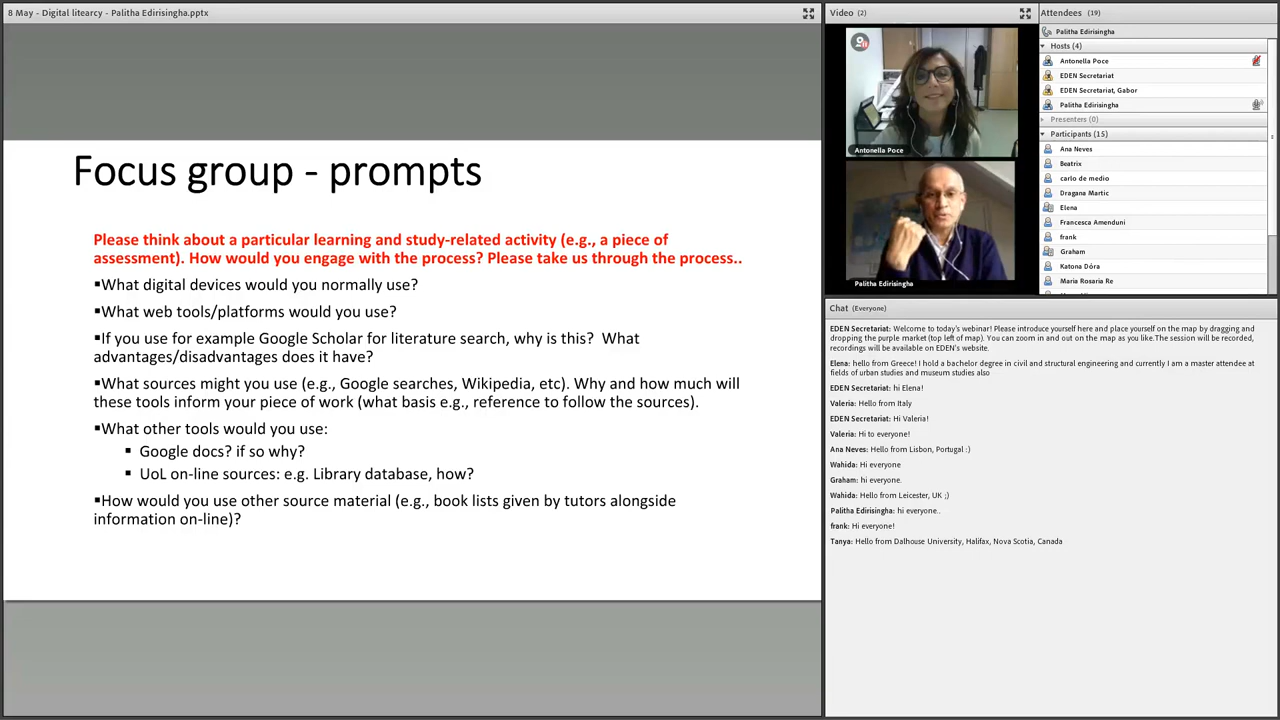 8 May - Digital litearcy - Palitha Edirisingha.pptx
Focus group - prompts
Please think about a particular learning and study-related activity (e.g., a piece of
assessment). How would you engage with the process? Please take us through the process..
▪What digital devices would you normally use?
▪What web tools/platforms would you use?
▪If you use for example Google Scholar for literature search, why is this?  What
advantages/disadvantages does it have?
▪What sources might you use (e.g., Google searches, Wikipedia, etc). Why and how much will
these tools inform your piece of work (what basis e.g., reference to follow the sources).
▪What other tools would you use:
▪ Google docs? if so why?
▪ UoL on-line sources: e.g. Library database, how?
▪How would you use other source material (e.g., book lists given by tutors alongside
information on-line)?
Video (2)
Antonella Poce
Palitha Edirisingha
Attendees (19)
Palitha Edirisingha
Hosts (4)
Antonella Poce
EDEN Secretariat
EDEN Secretariat, Gabor
Palitha Edirisingha
Presenters (0)
Participants (15)
Ana Neves
Beatrix
carlo de medio
Dragana Martic
Elena
Francesca Amenduni
frank
Graham
Katona Dóra
Maria Rosaria Re
Chat (Everyone)
EDEN Secretariat: Welcome to today's webinar! Please introduce yourself here and place yourself on the map by dragging and
dropping the purple market (top left of map). You can zoom in and out on the map as you like.The session will be recorded,
recordings will be available on EDEN's website.
Elena: hello from Greece! I hold a bachelor degree in civil and structural engineering and currently I am a master attendee at
fields of urban studies and museum studies also
EDEN Secretariat: hi Elena!
Valeria: Hello from Italy
EDEN Secretariat: Hi Valeria!
Valeria: Hi to everyone!
Ana Neves: Hello from Lisbon, Portugal :)
Wahida: Hi everyone
Graham: hi everyone.
Wahida: Hello from Leicester, UK ;)
Palitha Edirisingha: hi everyone..
frank: Hi everyone!
Tanya: Hello from Dalhouse University, Halifax, Nova Scotia, Canada